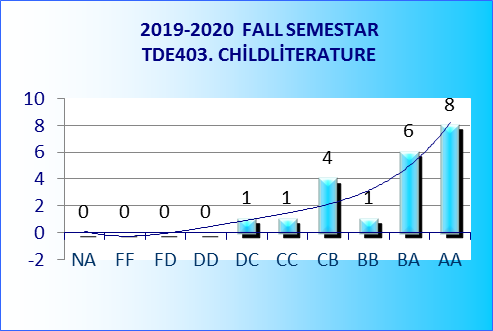 2019-2020 FALL SEMESTAR
TDE403. CHİLDLİTERATURE
10
8
6
4
2
0
-2
0 0 0 0 1 1 4 1 6 8
NA FF FD DD DC CC CB BB BA AA